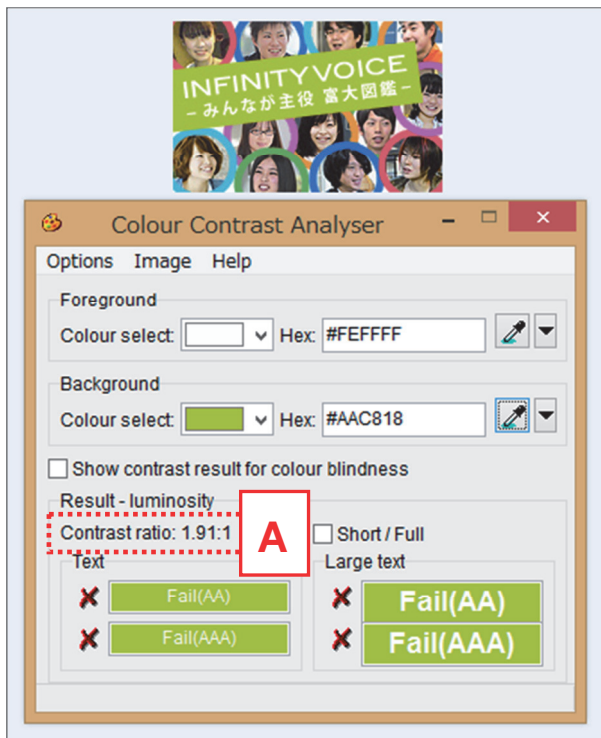 INFINITY VOICE
-みんなが主役 富大図鑑-
Colour Contrast Analyser
Options Image Help
Foreground
Colour select: Hex: #FEFFFF
Background
Colour select: Hex: #AAC818
Show contrast result for colour blindness
Result - luminosity
Contrast ratio: 1.91:1
A
Short / Full
Text
Large text
Fail(AA)
Fail(AA)
Fail(AAA)
Fail(AAA)